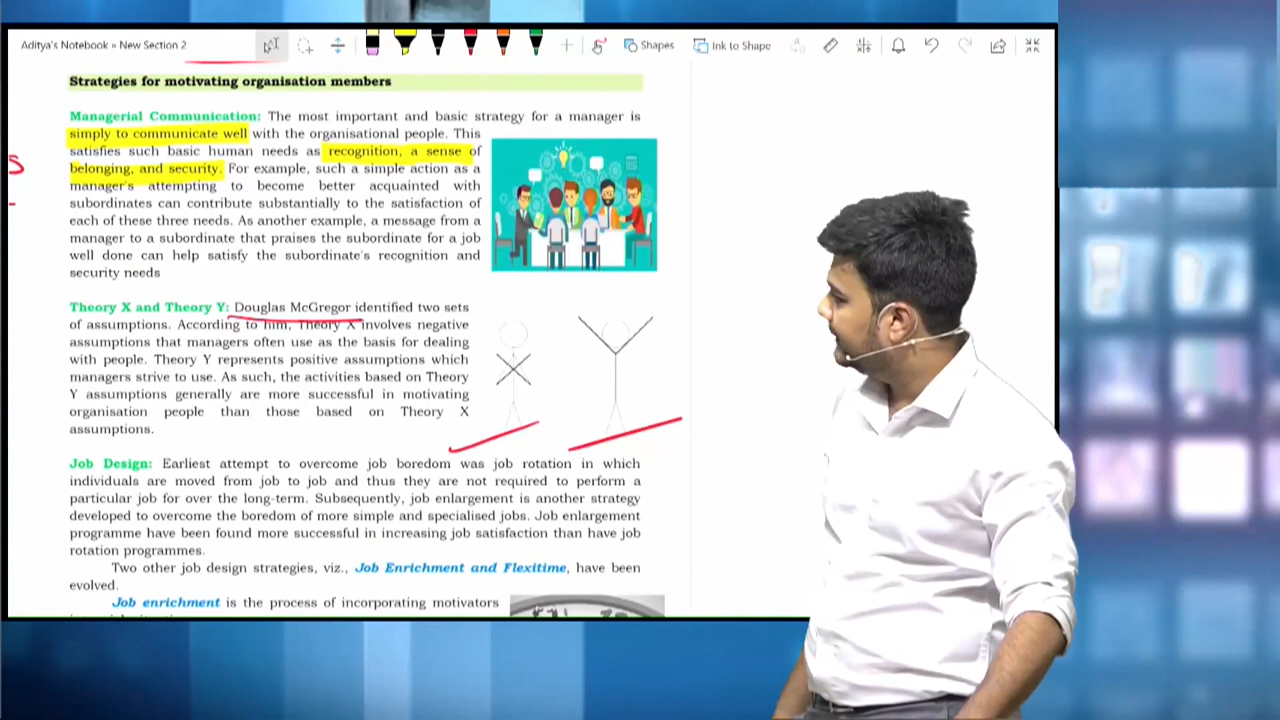 Aditya's Notebook » New Section 2
Shapes
Ink to Shape
Strategies for motivating organisation members
Managerial Communication: The most important and basic strategy for a manager is
simply to communicate well with the organisational people. This
satisfies such basic human needs as recognition, a sense of
belonging, and security. For example, such a simple action as a
manager's attempting to become better acquainted with
subordinates can contribute substantially to the satisfaction of
each of these three needs. As another example, a message from a
manager to a subordinate that praises the subordinate for a job
well done can help satisfy the subordinate's recognition and
security needs
Theory X and Theory Y: Douglas McGregor identified two sets
of assumptions. According to him, Theory X involves negative
assumptions that managers often use as the basis for dealing
with people. Theory Y represents positive assumptions which
managers strive to use. As such, the activities based on Theory
Y assumptions generally are more successful in motivating
organisation people than those based on Theory X
assumptions.
Job Design: Earliest attempt to overcome job boredom was job rotation in which
individuals are moved from job to job and thus they are not required to perform a
particular job for over the long-term. Subsequently, job enlargement is another strategy
developed to overcome the boredom of more simple and specialised jobs. Job enlargement
programme have been found more successful in increasing job satisfaction than have job
rotation programmes.
Two other job design strategies, viz., Job Enrichment and Flexitime, have been
evolved.
Job enrichment is the process of incorporating motivators